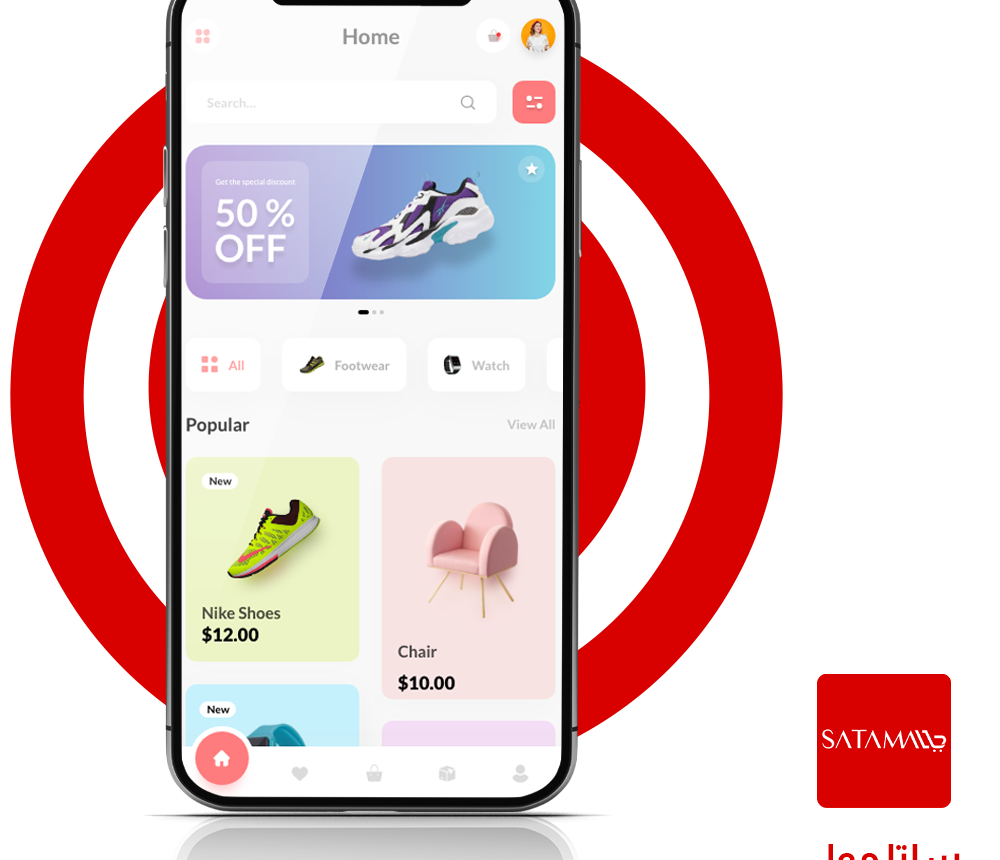 Home
Search...
Get the special discount
50 %
OFF
All
Footwear
Watch
Popular
View All
New
Nike Shoes
$12.00
Chair
$10.00
New
SATAMALL